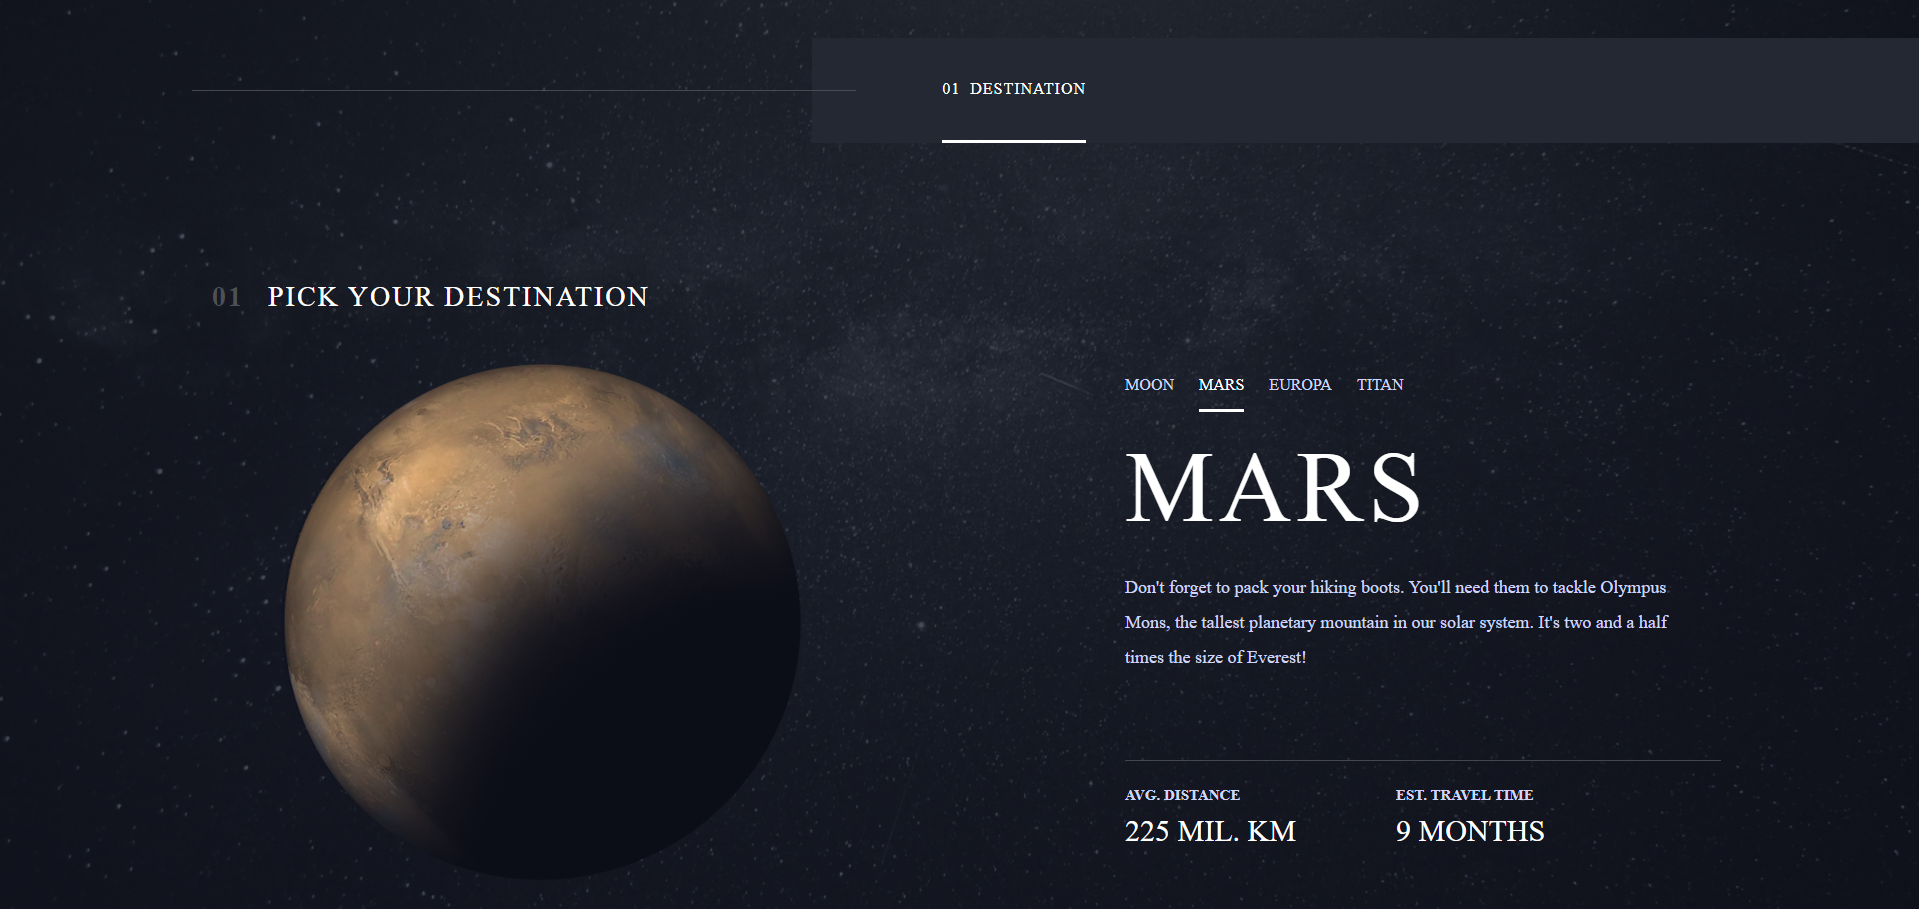 01 DESTINATION
01 PICK YOUR DESTINATION
MOON MARS EUROPA TITAN
MARS
Don't forget to pack your hiking boots. You'll need them to tackle Olympus
Mons, the tallest planetary mountain in our solar system. It's two and a half
times the size of Everest!
AVG. DISTANCE
225 MIL. KM
EST. TRAVEL TIME
9 MONTHS